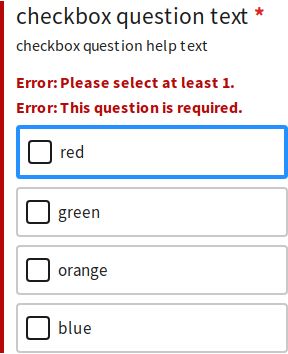 checkbox question text *
checkbox question help text
Error: Please select at least 1.
Error: This question is required.
red
green
orange
blue